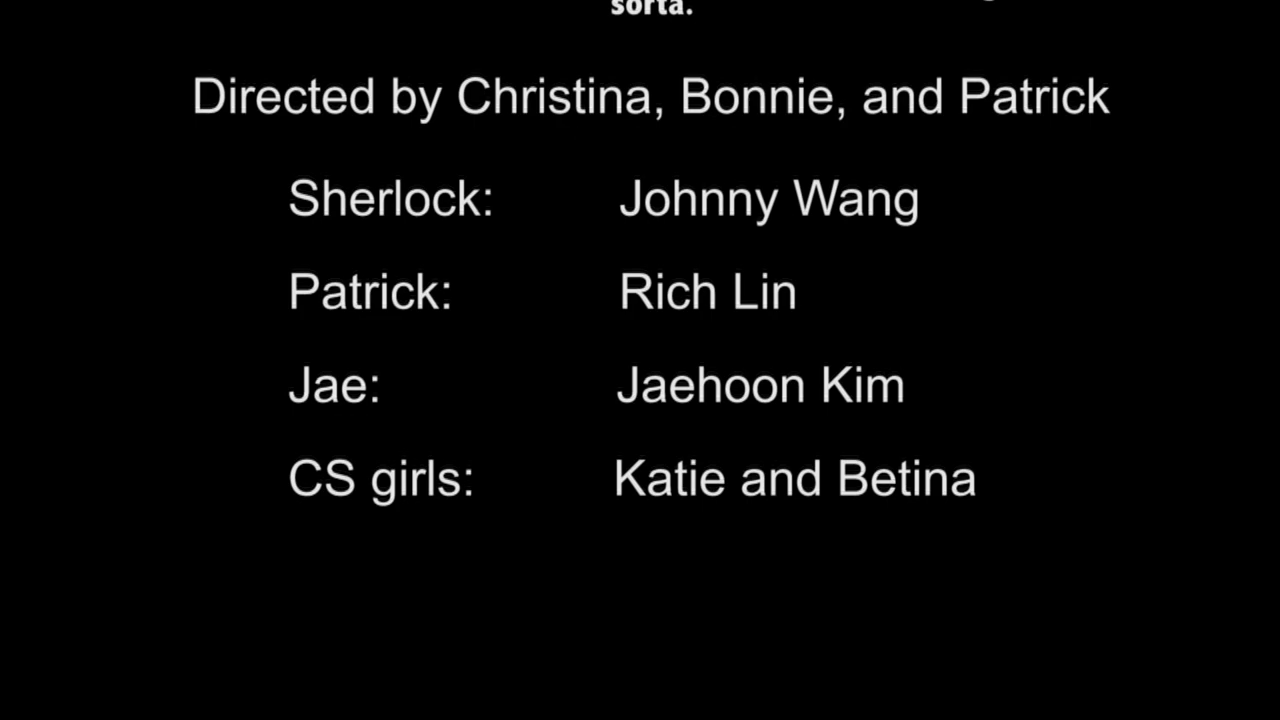 sorta.
Directed by Christina, Bonnie, and Patrick
Sherlock: Johnny Wang
Patrick: Rich Lin
Jae: Jaehoon Kim
CS girls: Katie and Betina